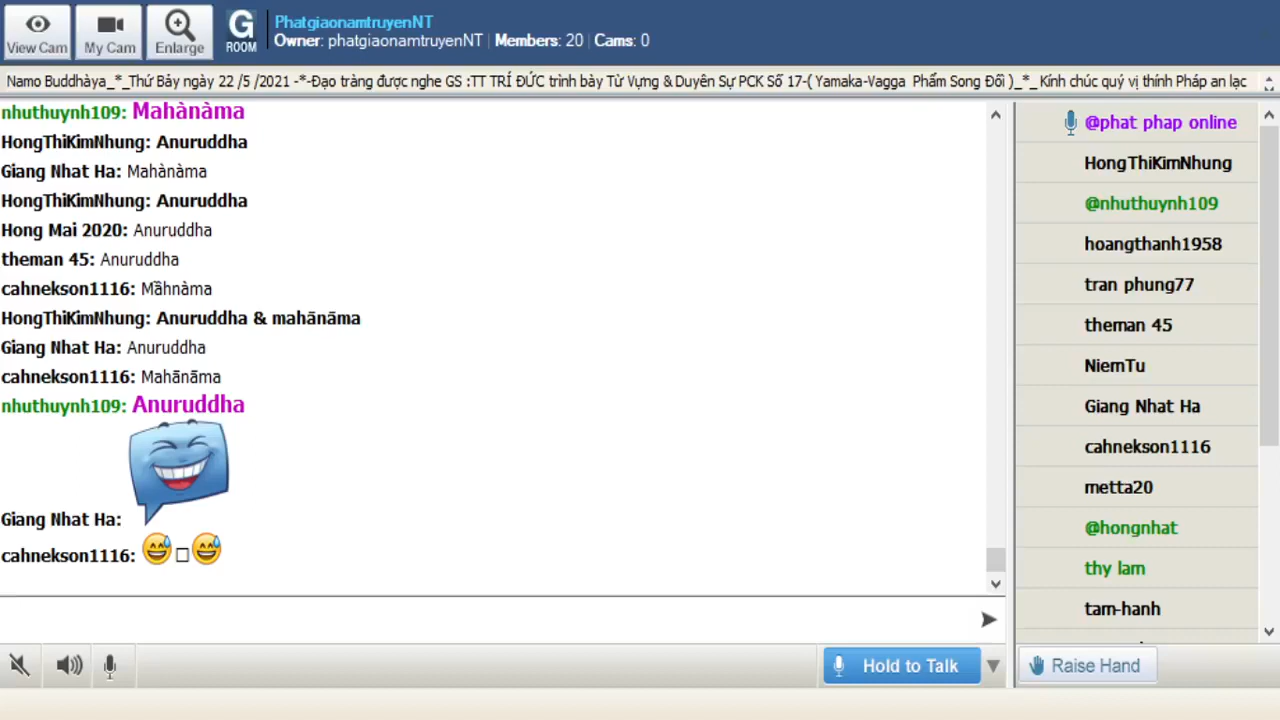 View Cam
My Cam
Enlarge
G
ROOM
PhatgiaonamtruyenNT
Owner: phatgiaonamtruyenNT | Members: 20 | Cams: 0
Namo Buddhàya_*_Thứ Bảy ngày 22 /5 /2021 -*-Đạo tràng được nghe GS :TT TRÍ ĐỨC trình bày Từ Vựng & Duyên Sự PCK Số 17-( Yamaka-Vagga Phẩm Song Đối )_*_ Kính chúc quý vị thính Pháp an lạc
nhuthuynh109: Mahànàma
HongThiKimNhung: Anuruddha
Giang Nhat Ha: Mahànàma
HongThiKimNhung: Anuruddha
Hong Mai 2020: Anuruddha
theman 45: Anuruddha
cahnekson1116: Māhnàma
HongThiKimNhung: Anuruddha & mahānāma
Giang Nhat Ha: Anuruddha
cahnekson1116: Mahānāma
nhuthuynh109: Anuruddha
Giang Nhat Ha:
cahnekson1116: 😅□😅
@phat phap online
HongThiKimNhung
@nhuthuynh109
hoangthanh1958
tran phung77
theman 45
NiemTu
Giang Nhat Ha
cahnekson1116
metta20
@hongnhat
thy lam
tam-hanh
Hold to Talk
Raise Hand